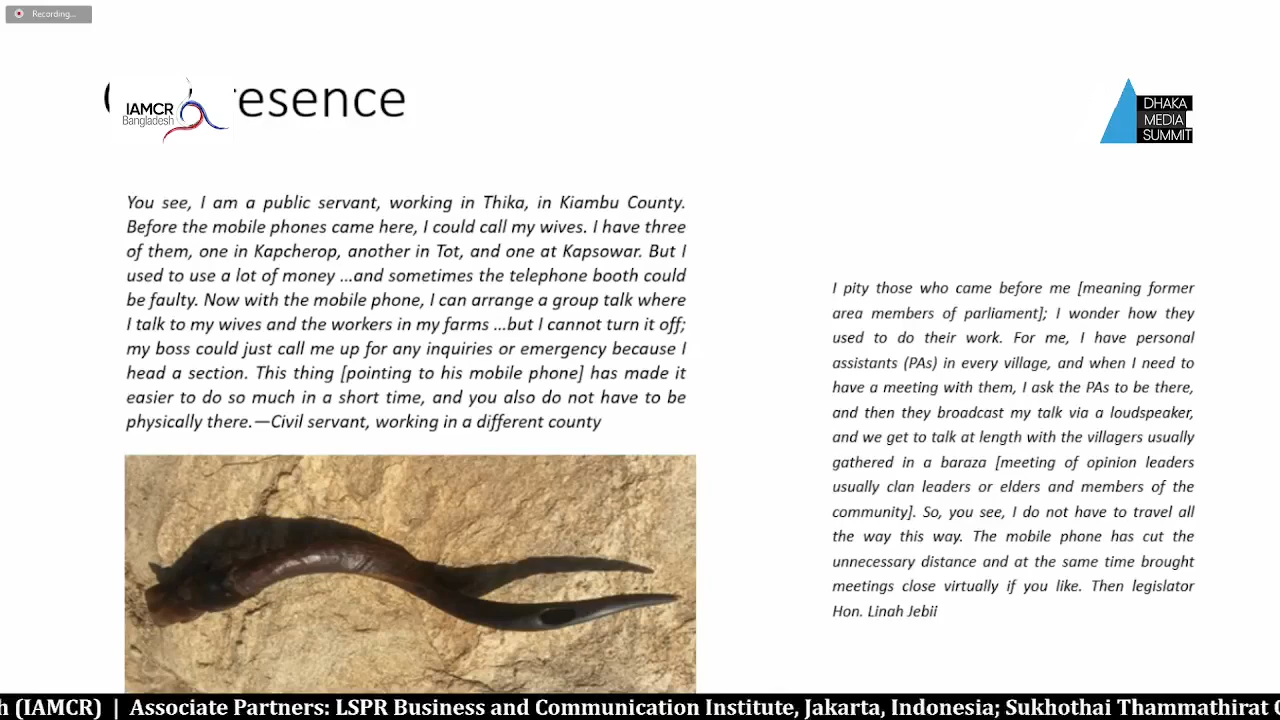 Recording...
IAMCR
Bangladesh
resence
DHAKA
MEDIA
SUMMIT
You see, I am a public servant, working in Thika, in Kiambu County.
Before the mobile phones came here, I could call my wives. I have three
of them, one in Kapcherop, another in Tot, and one at Kapsowar. But I
used to use a lot of money ...and sometimes the telephone booth could
be faulty. Now with the mobile phone, I can arrange a group talk where
I talk to my wives and the workers in my farms ...but I cannot turn it off;
my boss could just call me up for any inquiries or emergency because I
head a section. This thing [pointing to his mobile phone] has made it
easier to do so much in a short time, and you also do not have to be
physically there.—Civil servant, working in a different county
I pity those who came before me [meaning former
area members of parliament]; I wonder how they
used to do their work. For me, I have personal
assistants (PAs) in every village, and when I need to
have a meeting with them, I ask the PAs to be there,
and then they broadcast my talk via a loudspeaker,
and we get to talk at length with the villagers usually
gathered in a baraza [meeting of opinion leaders
usually clan leaders or elders and members of the
community]. So, you see, I do not have to travel all
the way this way. The mobile phone has cut the
unnecessary distance and at the same time brought
meetings close virtually if you like. Then legislator
Hon. Linah Jebii
h (IAMCR) | Associate Partners: LSPR Business and Communication Institute, Jakarta, Indonesia; Sukhothai Thammathirat